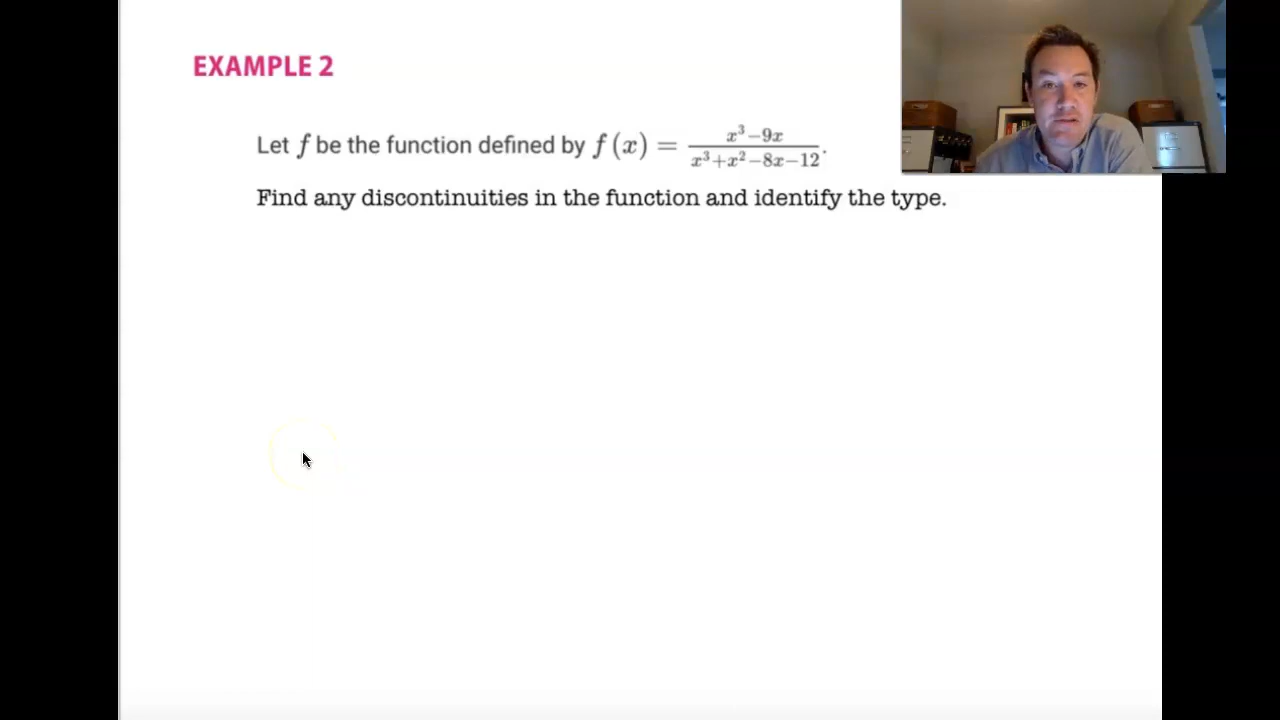 EXAMPLE 2
Let f be the function defined by f (x) = \frac{x^3-9x}{x^3+x^2-8x-12}.
Find any discontinuities in the function and identify the type.